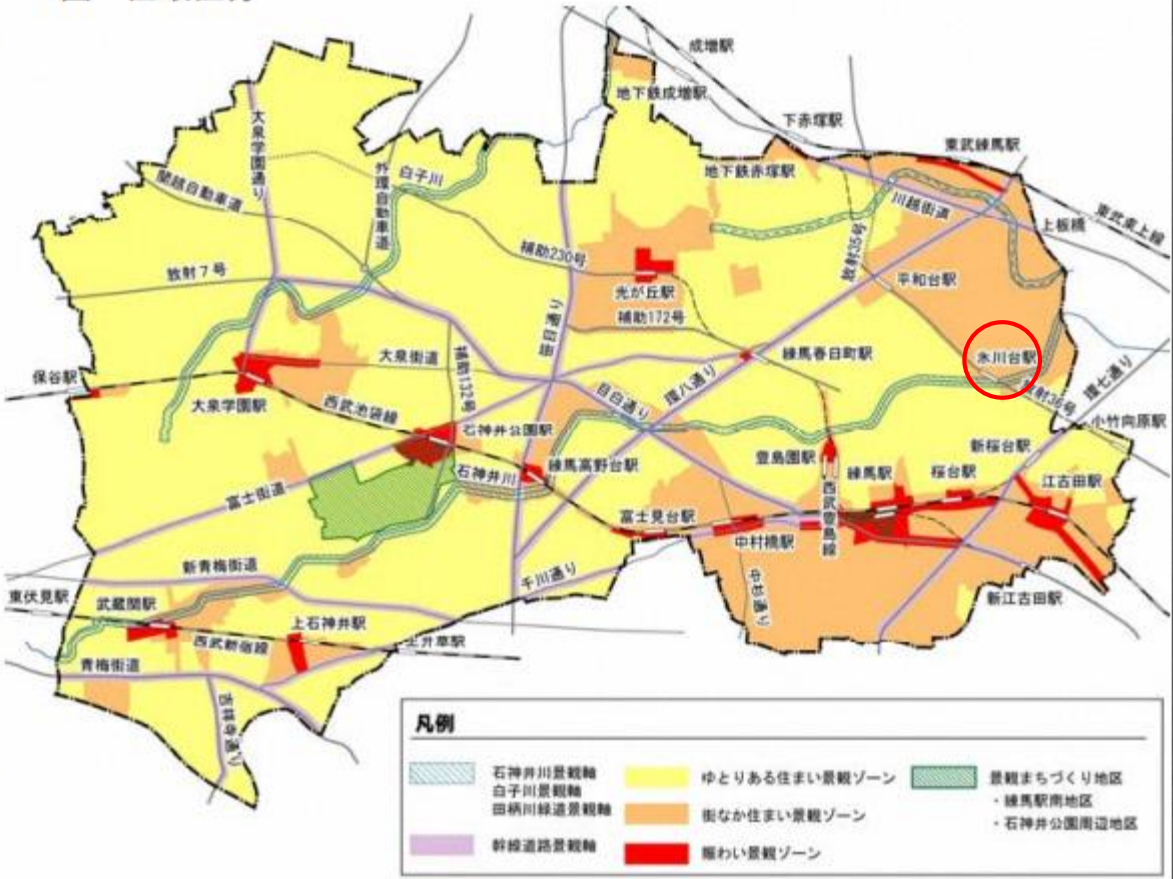 成増駅
地下鉄成増駅
下赤塚駅
東武練馬駅
大泉学園通り
外環自動車道
白子川
地下鉄赤塚駅
関越自動車道
川越街道
上板橋
東武東上線
放射7号
補助230号
放射35号
光が丘駅
平和台駅
補助172号
笹目通り
練馬春日町駅
氷川台駅
保谷駅
大泉街道
補助132号
大泉学園駅
西武池袋線
目白通り
環八通り
放射36号
環七通り
小竹向原駅
石神井公園駅
新桜台駅
石神井川
練馬高野台駅
豊島園駅
練馬駅
桜台駅
江古田駅
富士街道
富士見台駅
中村橋駅
西武豊島線
新青梅街道
千川通り
中杉通り
東伏見駅
武蔵関駅
新江古田駅
上石神井駅
西武新宿線
上井草駅
青梅街道
吉祥寺通り
凡例
石神井川景観軸
白子川景観軸
田柄川緑道景観軸
幹線道路景観軸
ゆとりある住まい景観ゾーン
街なか住まい景観ゾーン
賑わい景観ゾーン
景観まちづくり地区
・練馬駅南地区
・石神井公園周辺地区